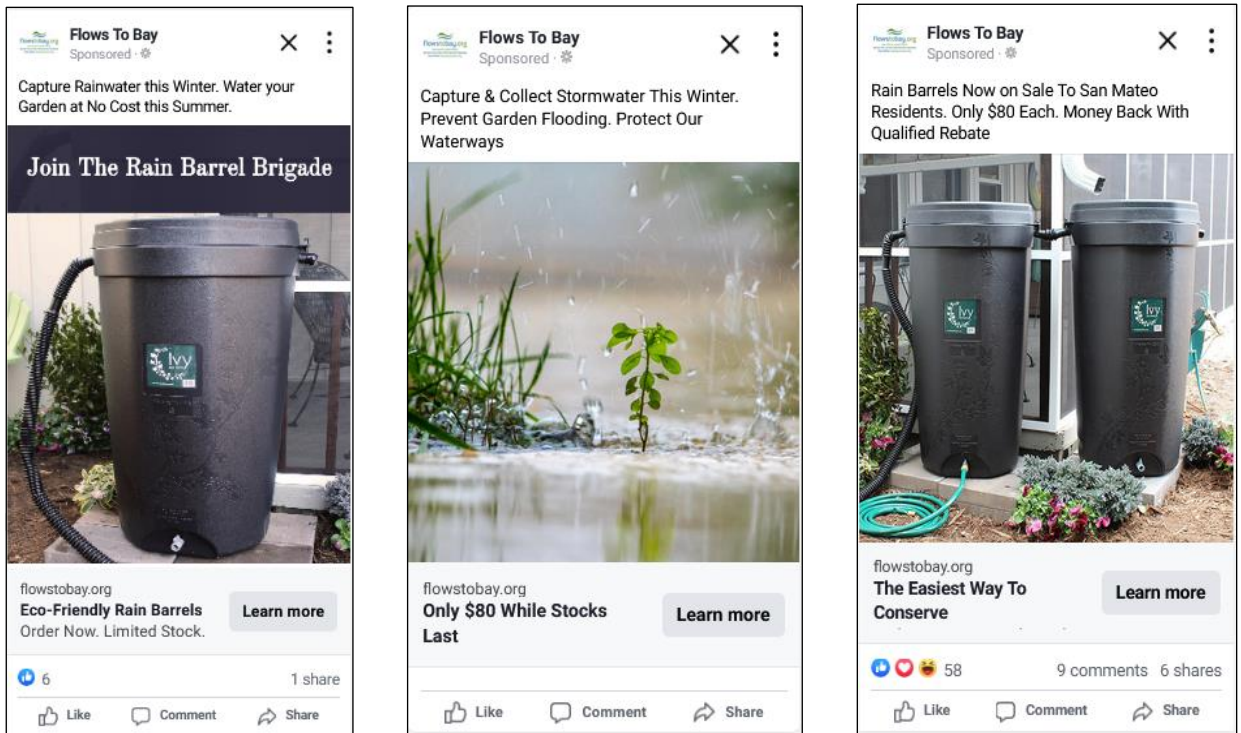 Flows To Bay
Sponsored ·
Capture Rainwater this Winter. Water your
Garden at No Cost this Summer.
Join The Rain Barrel Brigade
Ivy
flowstobay.org
Eco-Friendly Rain Barrels
Order Now. Limited Stock.
Learn more
6
1 share
Like
Comment
Share
Flows To Bay
Sponsored ·
Capture & Collect Stormwater This Winter.
Prevent Garden Flooding. Protect Our
Waterways
flowstobay.org
Only $80 While Stocks
Last
Learn more
Like
Comment
Share
flowstobay.org
Flows To Bay
Sponsored ·
Rain Barrels Now on Sale To San Mateo
Residents. Only $80 Each. Money Back With
Qualified Rebate
Ivy
Ivy
flowstobay.org
The Easiest Way To
Conserve
Learn more
58
9 comments 6 shares
Like
Comment
Share